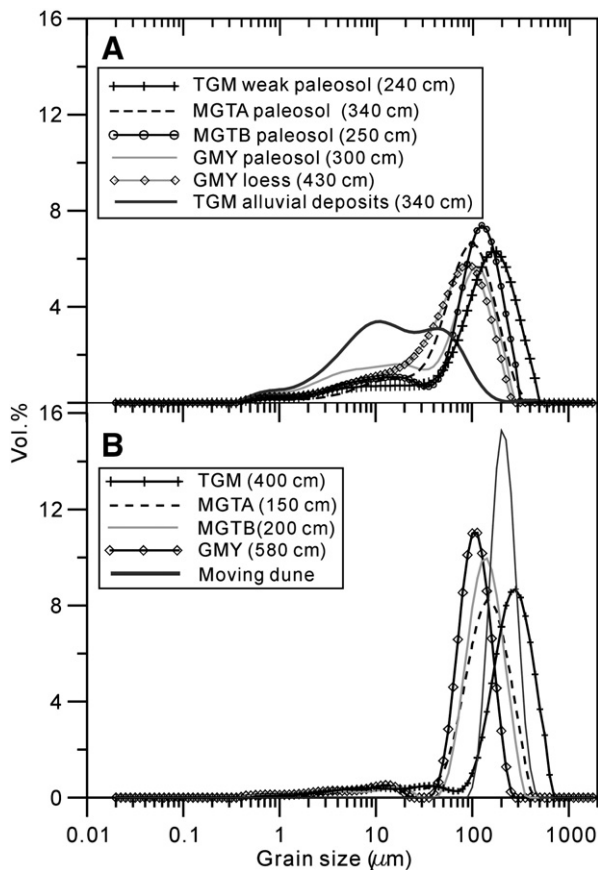 16
A
TGM weak paleosol (240 cm)
MGTA paleosol (340 cm)
MGTB paleosol (250 cm)
GMY paleosol (300 cm)
GMY loess (430 cm)
TGM alluvial deposits (340 cm)
12
8
4
Vol.%
16
B
TGM (400 cm)
MGTA (150 cm)
MGTB(200 cm)
GMY (580 cm)
Moving dune
12
8
4
0
0.01 0.1 1 10 100 1000
Grain size (μm)